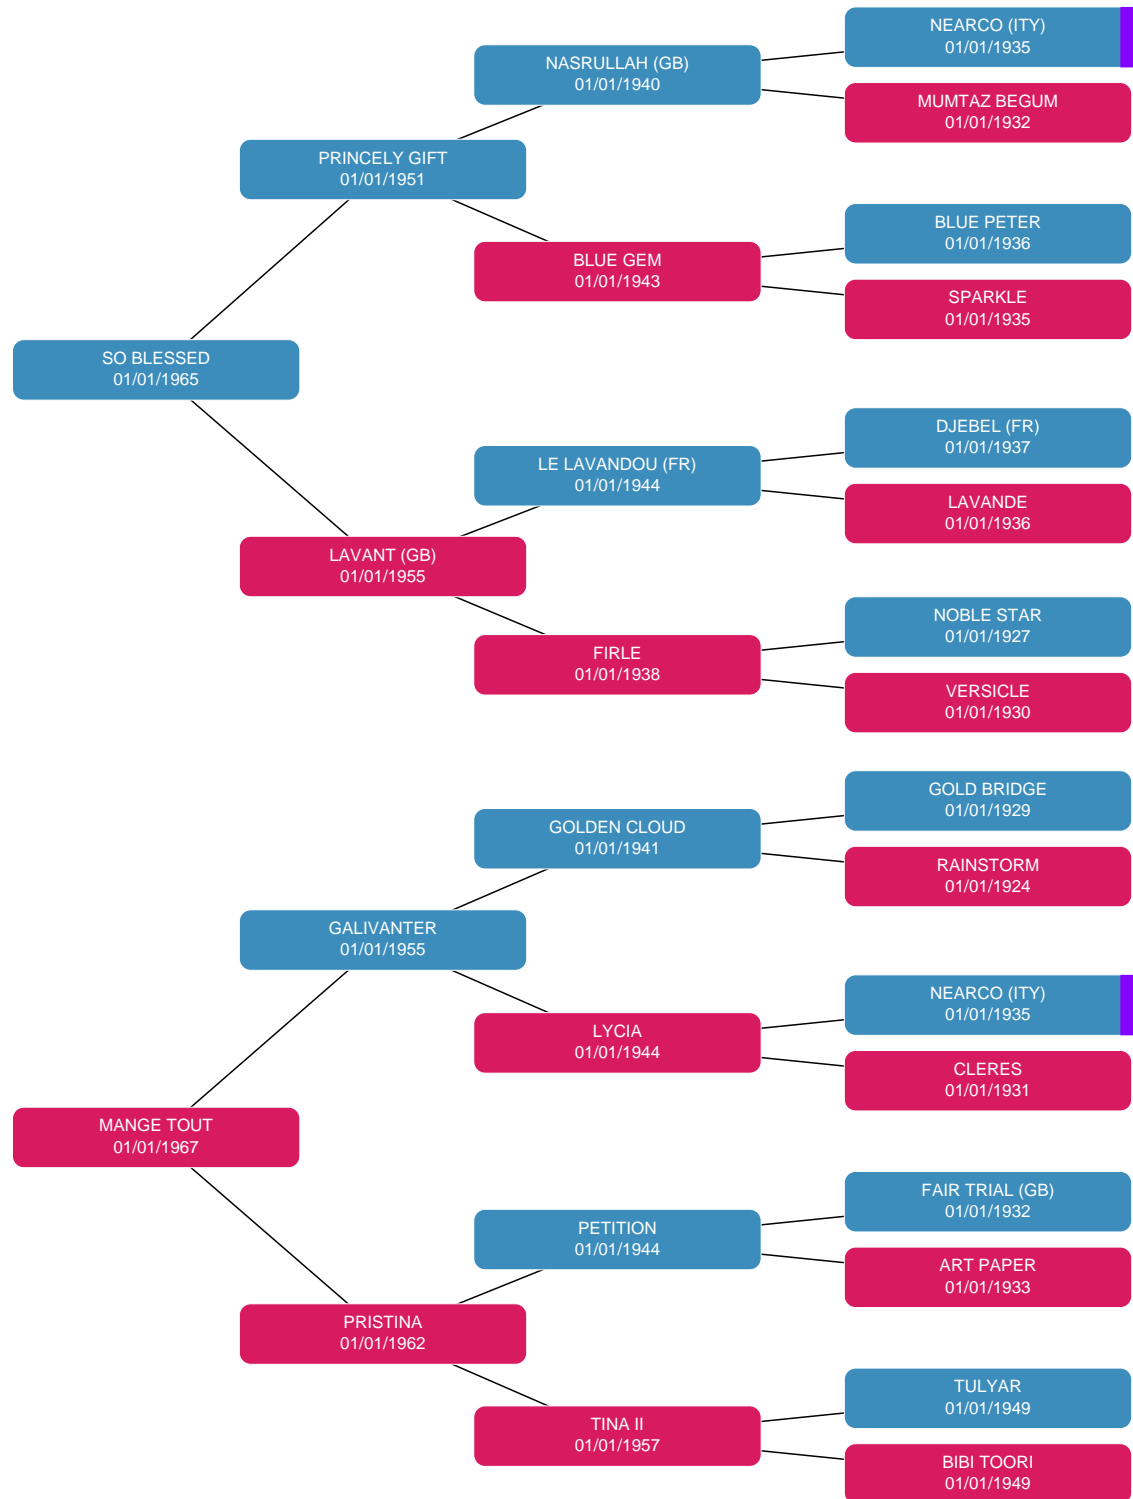 NEARCO (ITY)
01/01/1935
NASRULLAH (GB)
01/01/1940
MUMTAZ BEGUM
01/01/1932
PRINCELY GIFT
01/01/1951
BLUE PETER
01/01/1936
BLUE GEM
01/01/1943
SPARKLE
01/01/1935
SO BLESSED
01/01/1965
DJEBEL (FR)
01/01/1937
LE LAVANDOU (FR)
01/01/1944
LAVANDE
01/01/1936
LAVANT (GB)
01/01/1955
NOBLE STAR
01/01/1927
FIRLE
01/01/1938
VERSICLE
01/01/1930
GOLD BRIDGE
01/01/1929
GOLDEN CLOUD
01/01/1941
RAINSTORM
01/01/1924
GALIVANTER
01/01/1955
NEARCO (ITY)
01/01/1935
LYCIA
01/01/1944
CLERES
01/01/1931
MANGE TOUT
01/01/1967
FAIR TRIAL (GB)
01/01/1932
PETITION
01/01/1944
ART PAPER
01/01/1933
PRISTINA
01/01/1962
TULYAR
01/01/1949
TINA II
01/01/1957
BIBI TOORI
01/01/1949